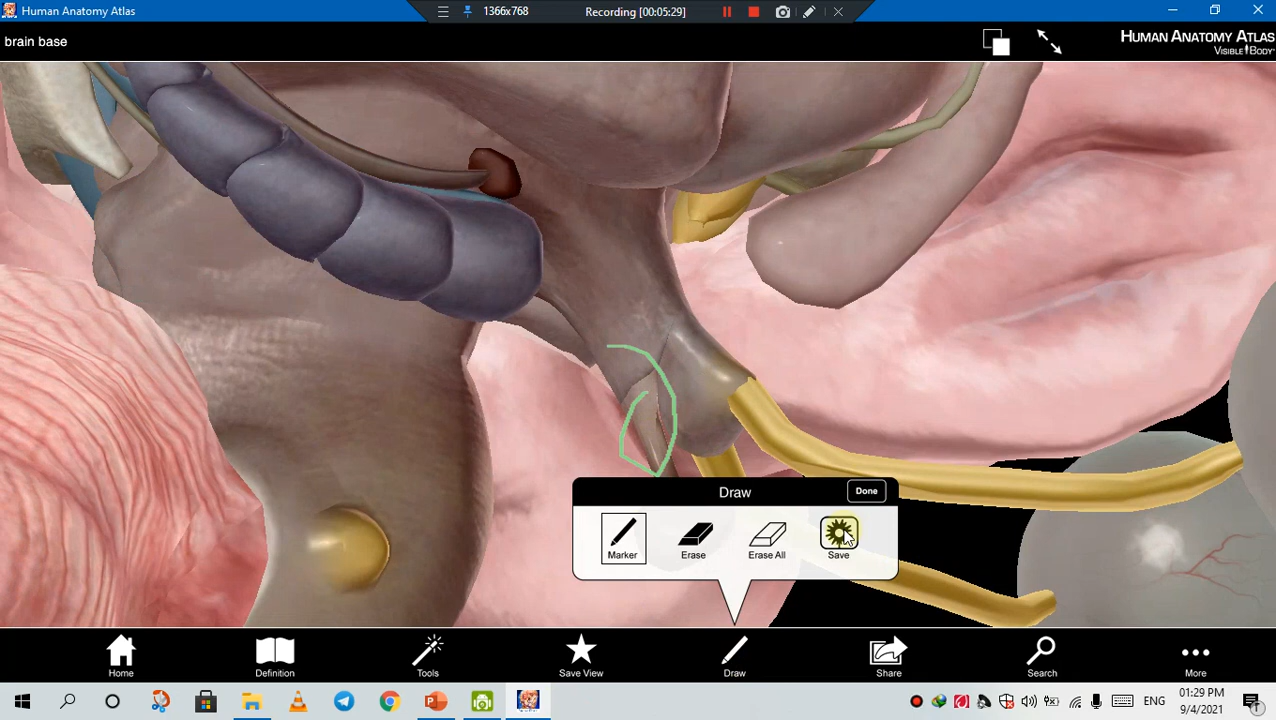 Human Anatomy Atlas
1366x768
Recording [00:05:29]
brain base
HUMAN ANATOMY ATLAS
VISIBLE BODY®
Draw
Done
Marker
Erase
Erase All
Save
Home
Definition
Tools
Save View
Draw
Share
Search
More
ENG
01:29 PM
9/4/2021